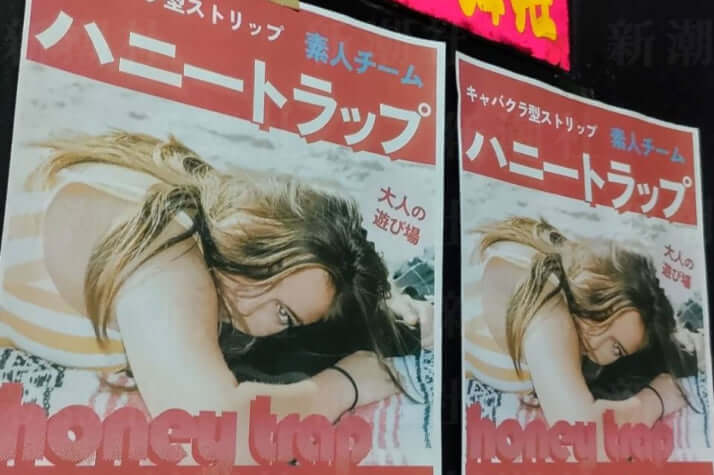 型ストリップ 素人チーム
ハニートラップ
大人の
遊び場
honey trap
キャバクラ型ストリップ 素人チーム
ハニートラップ
大人の
遊び場
honey trap
新潮